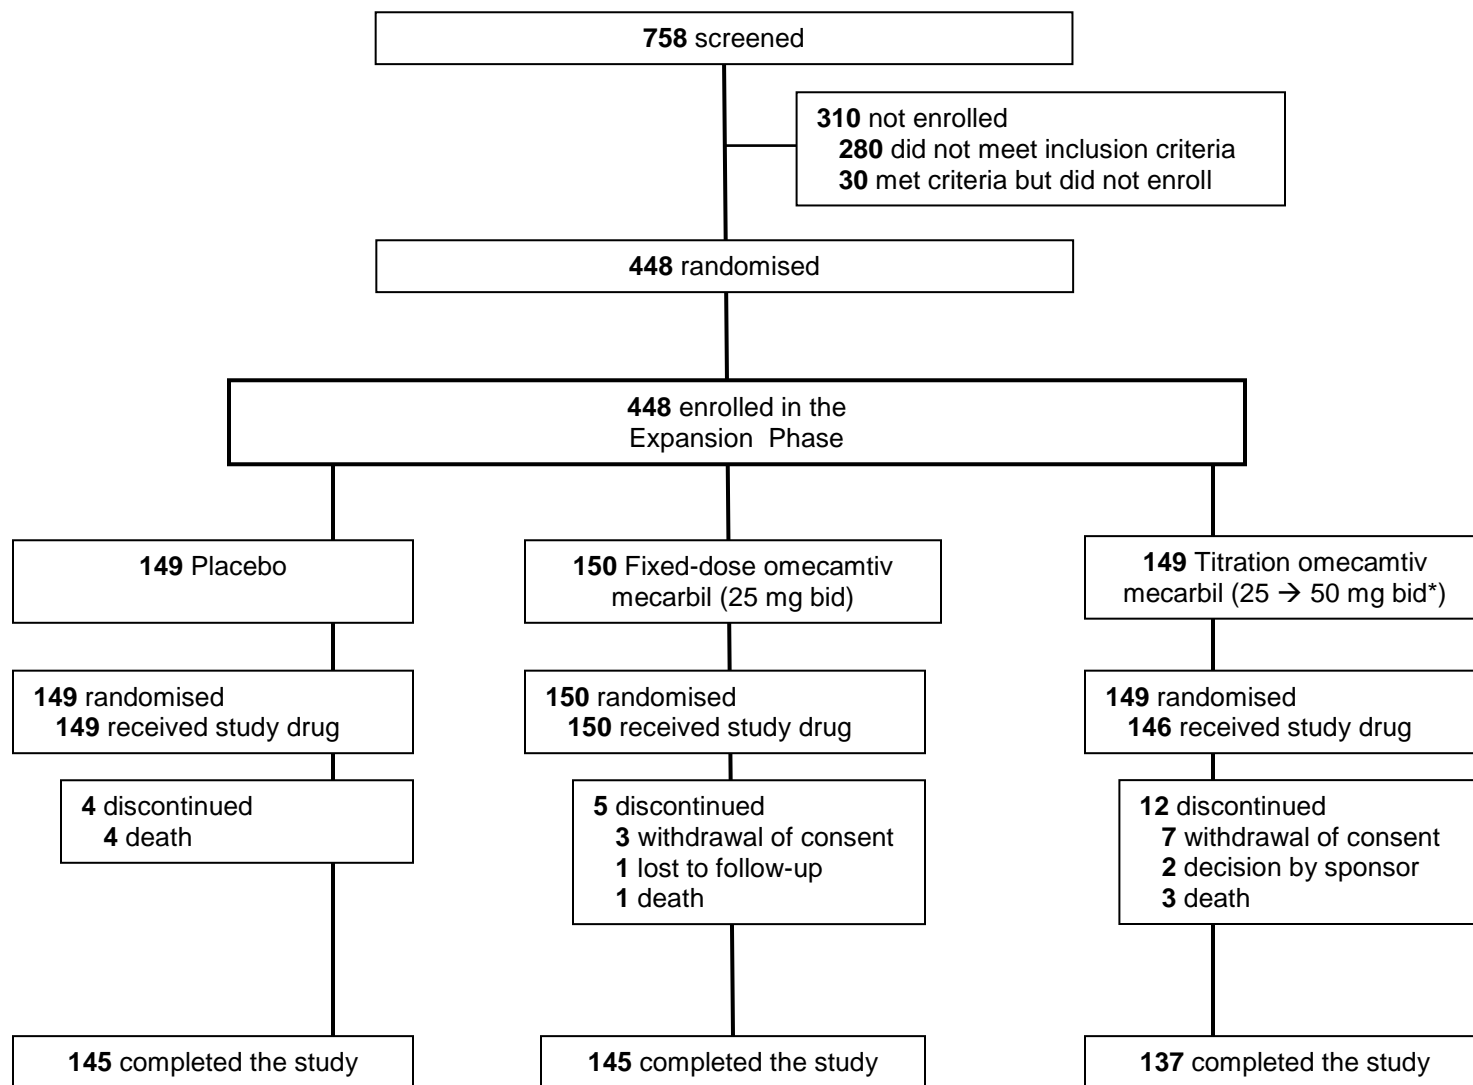 758 screened
310 not enrolled
280 did not meet inclusion criteria
30 met criteria but did not enroll
448 randomised
448 enrolled in the
Expansion Phase
149 Placebo
150 Fixed-dose omecamtiv
mecarbil (25 mg bid)
149 Titration omecamtiv
mecarbil (25 → 50 mg bid*)
149 randomised
149 received study drug
150 randomised
150 received study drug
149 randomised
146 received study drug
4 discontinued
4 death
5 discontinued
3 withdrawal of consent
1 lost to follow-up
1 death
12 discontinued
7 withdrawal of consent
2 decision by sponsor
3 death
145 completed the study
145 completed the study
137 completed the study